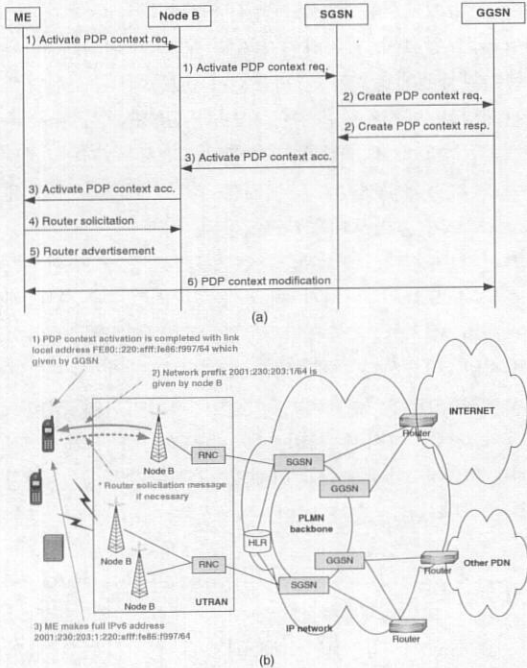 ME
Node B
SGSN
GGSN
1) Activate PDP context req.
1) Activate PDP context req.
2) Create PDP context req.
2) Create PDP context resp.
3) Activate PDP context acc.
3) Activate PDP context acc.
4) Router solicitation
5) Router advertisement
6) PDP context modification
(a)
1) PDP context activation is completed with link
local address FE80::220:afff:fe86:f997/64 which
given by GGSN
2) Network prefix 2001:230:203:1/64 is
given by node B
INTERNET
Router
Node B
RNC
SGSN
* Router solicitation message
if necessary
GGSN
PLMN
backbone
HLR
Node B
RNC
GGSN
Router
Other PDN
SGSN
Node B
UTRAN
IP network
Router
3) ME makes full IPv6 address
2001:230:203:1:220:afff:fe86:f997/64
(b)